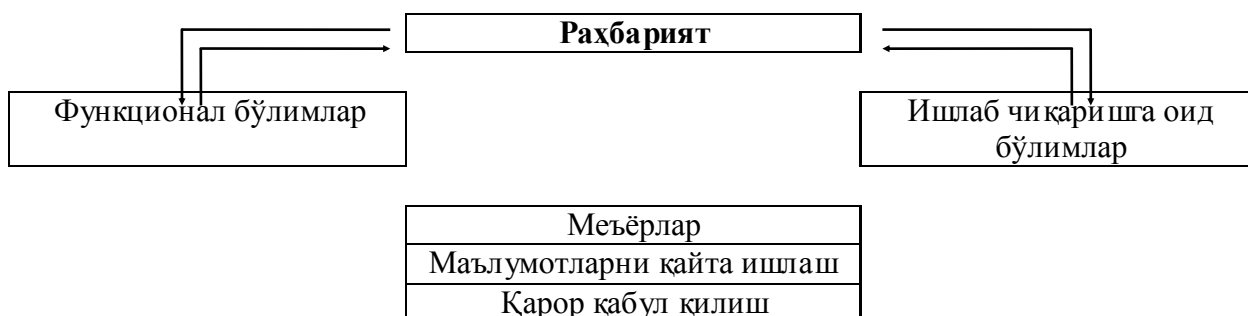 Раҳбарият
Функционал бўлимлар
Ишлаб чиқаришга оид
бўлимлар
Меъёрлар
Маълумотларни қайта ишлаш
Қарор қабул қилиш